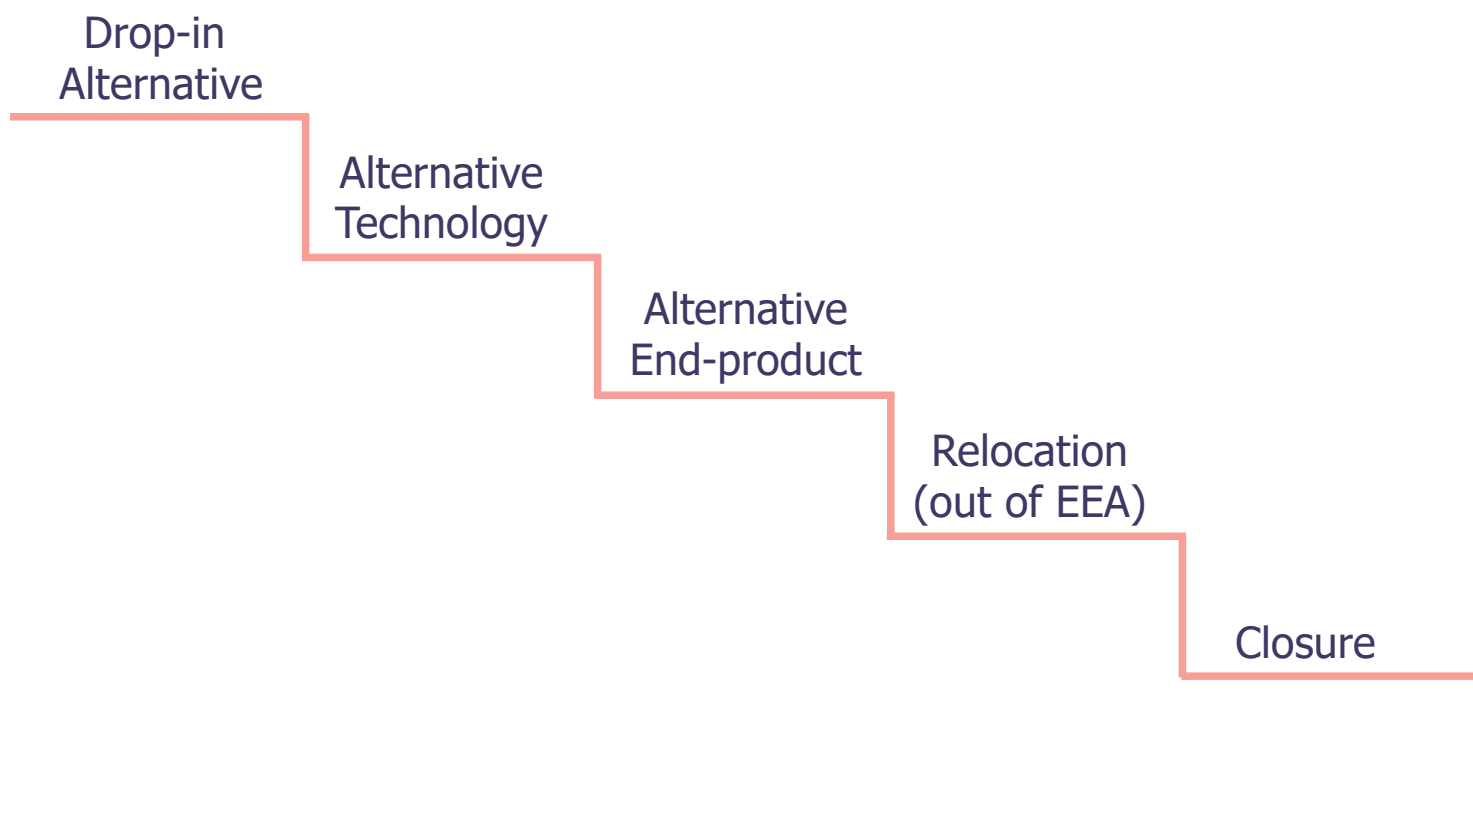 Drop-in
Alternative
Alternative
Technology
Alternative
End-product
Relocation
(out of EEA)
Closure